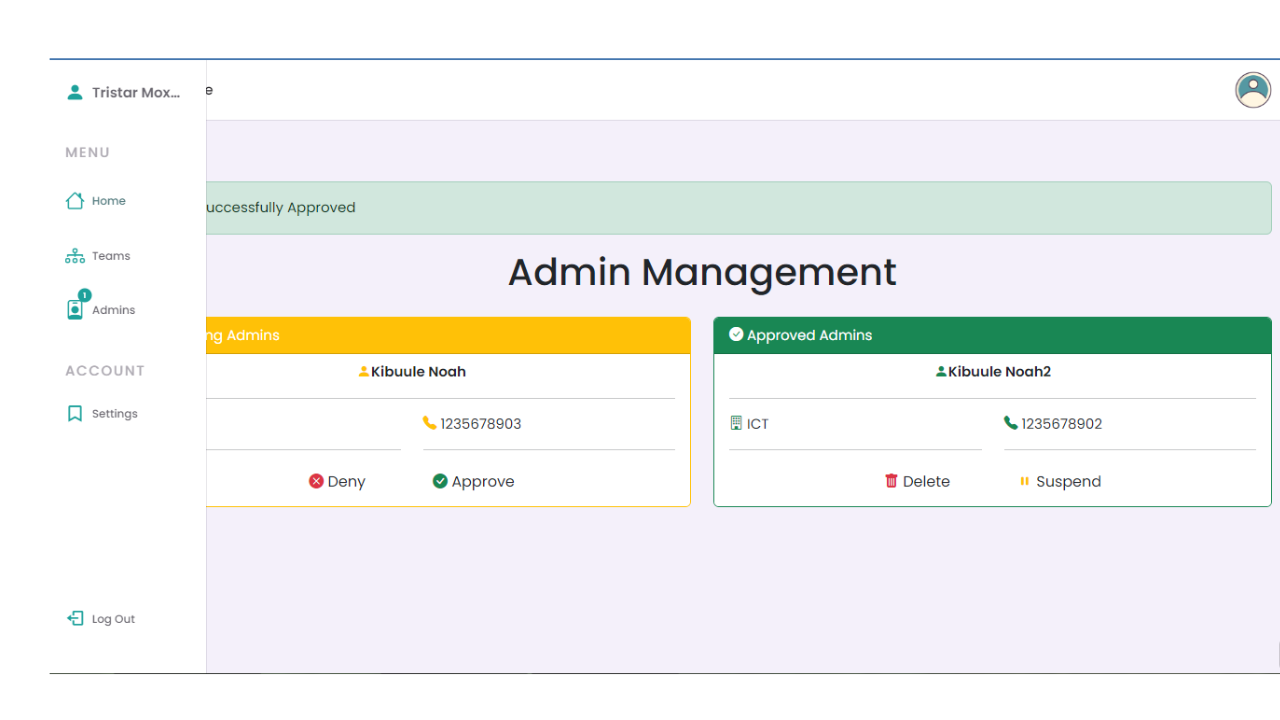 Tristar Mox...
e
MENU
Home
Teams
1
Admins
ACCOUNT
Settings
Log Out
uccessfully Approved
Admin Management
ng Admins
Kibuule Noah
1235678903
Deny Approve
Approved Admins
Kibuule Noah2
ICT 1235678902
Delete Suspend